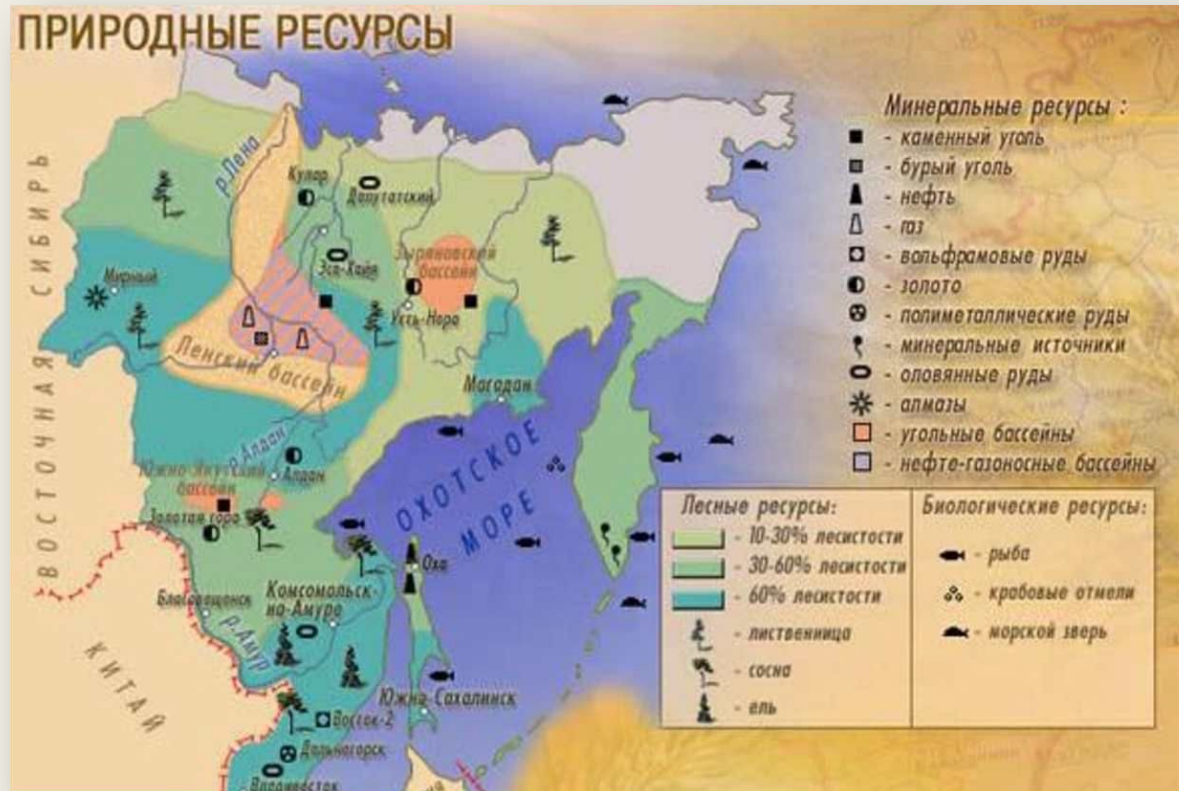 ПРИРОДНЫЕ РЕСУРСЫ
ВОСТОЧНАЯ СИБИРЬ
р.Лена
Кулар
Депутатский
Эсэ-Хайя
Зыряновский
бассейн
Усть-Нера
Мирный
Ленский бассейн
Магадан
р.Алдан
Алдан
Южно-Якутский
бассейн
Золотая гора
ОХОТСКОЕ
МОРЕ
Оха
Комсомольск-
на-Амуре
Благовещенск
р.Амур
КИТАЙ
Южно-Сахалинск
Восток-2
Дальнегорск
Владивосток
Минеральные ресурсы :
- каменный уголь
- бурый уголь
- нефть
- газ
- вольфрамовые руды
- золото
- полиметаллические руды
- минеральные источники
- оловянные руды
- алмазы
- угольные бассейны
- нефте-газоносные бассейны
Лесные ресурсы:
- 10-30% лесистости
- 30-60% лесистости
- 60% лесистости
- лиственница
- сосна
- ель
Биологические ресурсы:
- рыба
- крабовые отмели
- морской зверь